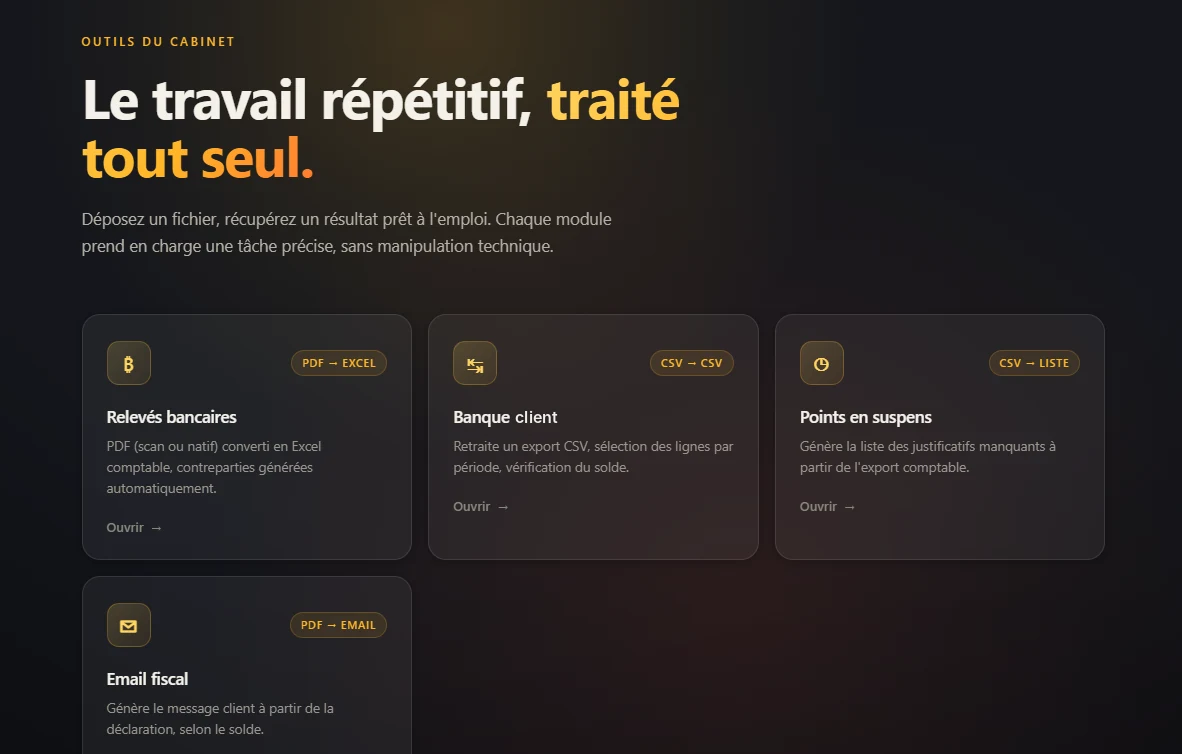 OUTILS DU CABINET
Le travail répétitif, traité
tout seul.
Déposez un fichier, récupérez un résultat prêt à l'emploi. Chaque module
prend en charge une tâche précise, sans manipulation technique.
PDF → EXCEL
Relevés bancaires
PDF (scan ou natif) converti en Excel
comptable, contreparties générées
automatiquement.
Ouvrir →
CSV → CSV
Banque client
Retraite un export CSV, sélection des lignes par
période, vérification du solde.
Ouvrir →
CSV → LISTE
Points en suspens
Génère la liste des justificatifs manquants à
partir de l'export comptable.
Ouvrir →
PDF → EMAIL
Email fiscal
Génère le message client à partir de la
déclaration, selon le solde.